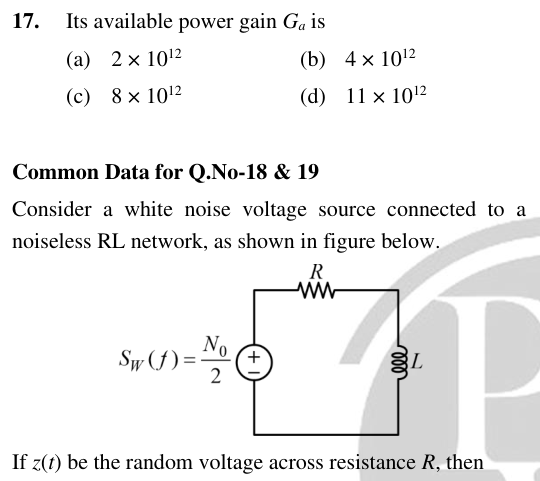 17. Its available power gain Gₐ is
(a) 2 × 10¹² (b) 4 × 10¹²
(c) 8 × 10¹² (d) 11 × 10¹²
Common Data for Q.No-18 & 19
Consider a white noise voltage source connected to a
noiseless RL network, as shown in figure below.
R
S_W(f) = N₀/2
+
−
L
If z(t) be the random voltage across resistance R, then